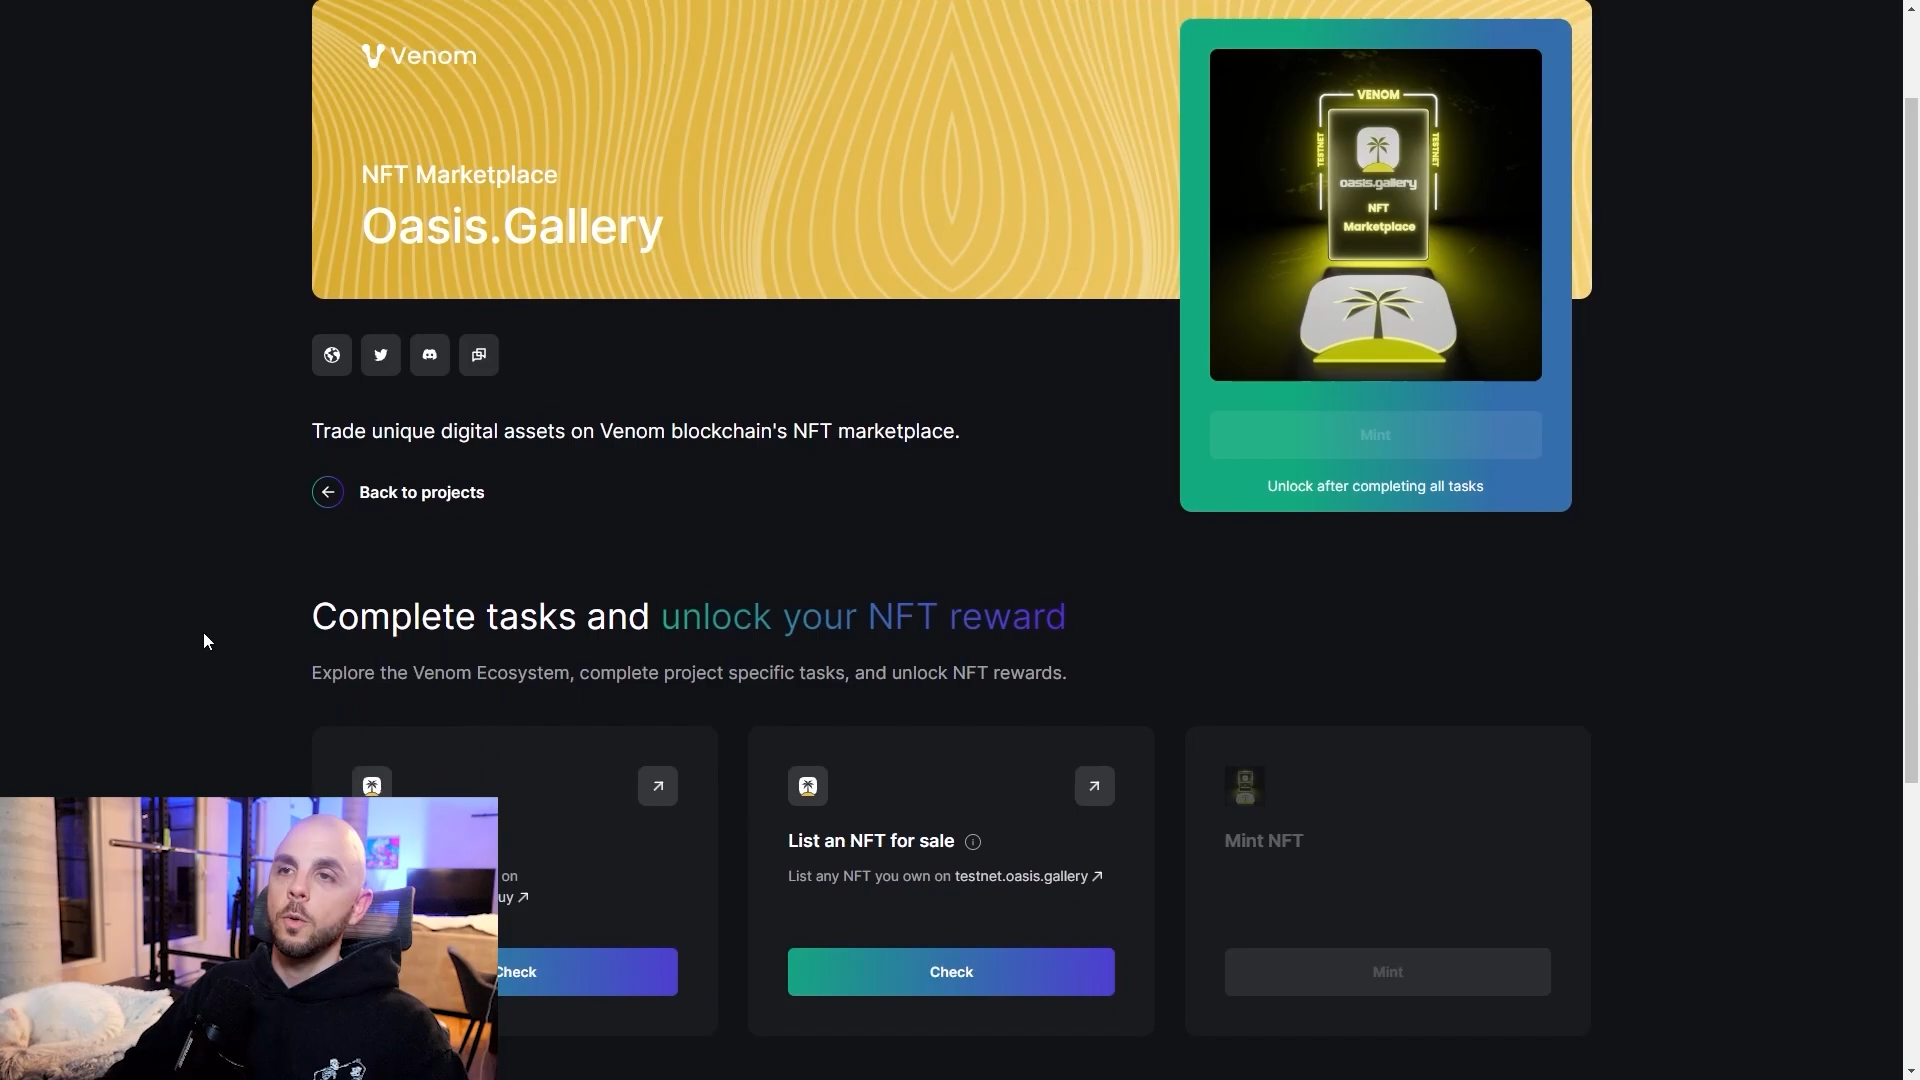 Venom
NFT Marketplace
Oasis.Gallery
VENOM
TESTNET
TESTNET
oasis.gallery
NFT
Marketplace
Mint
Unlock after completing all tasks
Trade unique digital assets on Venom blockchain's NFT marketplace.
Back to projects
Complete tasks and unlock your NFT reward
Explore the Venom Ecosystem, complete project specific tasks, and unlock NFT rewards.
on
uy
Check
List an NFT for sale
List any NFT you own on testnet.oasis.gallery
Check
Mint NFT
Mint